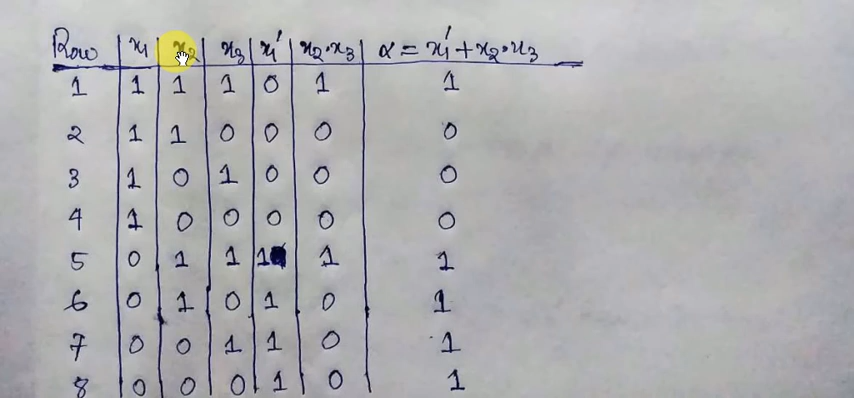 Row x1 x2 x3 x1' x2·x3 α = x1' + x2·x3
1 1 1 1 0 1 1
2 1 1 0 0 0 0
3 1 0 1 0 0 0
4 1 0 0 0 0 0
5 0 1 1 1 1 1
6 0 1 0 1 0 1
7 0 0 1 1 0 1
8 0 0 0 1 0 1